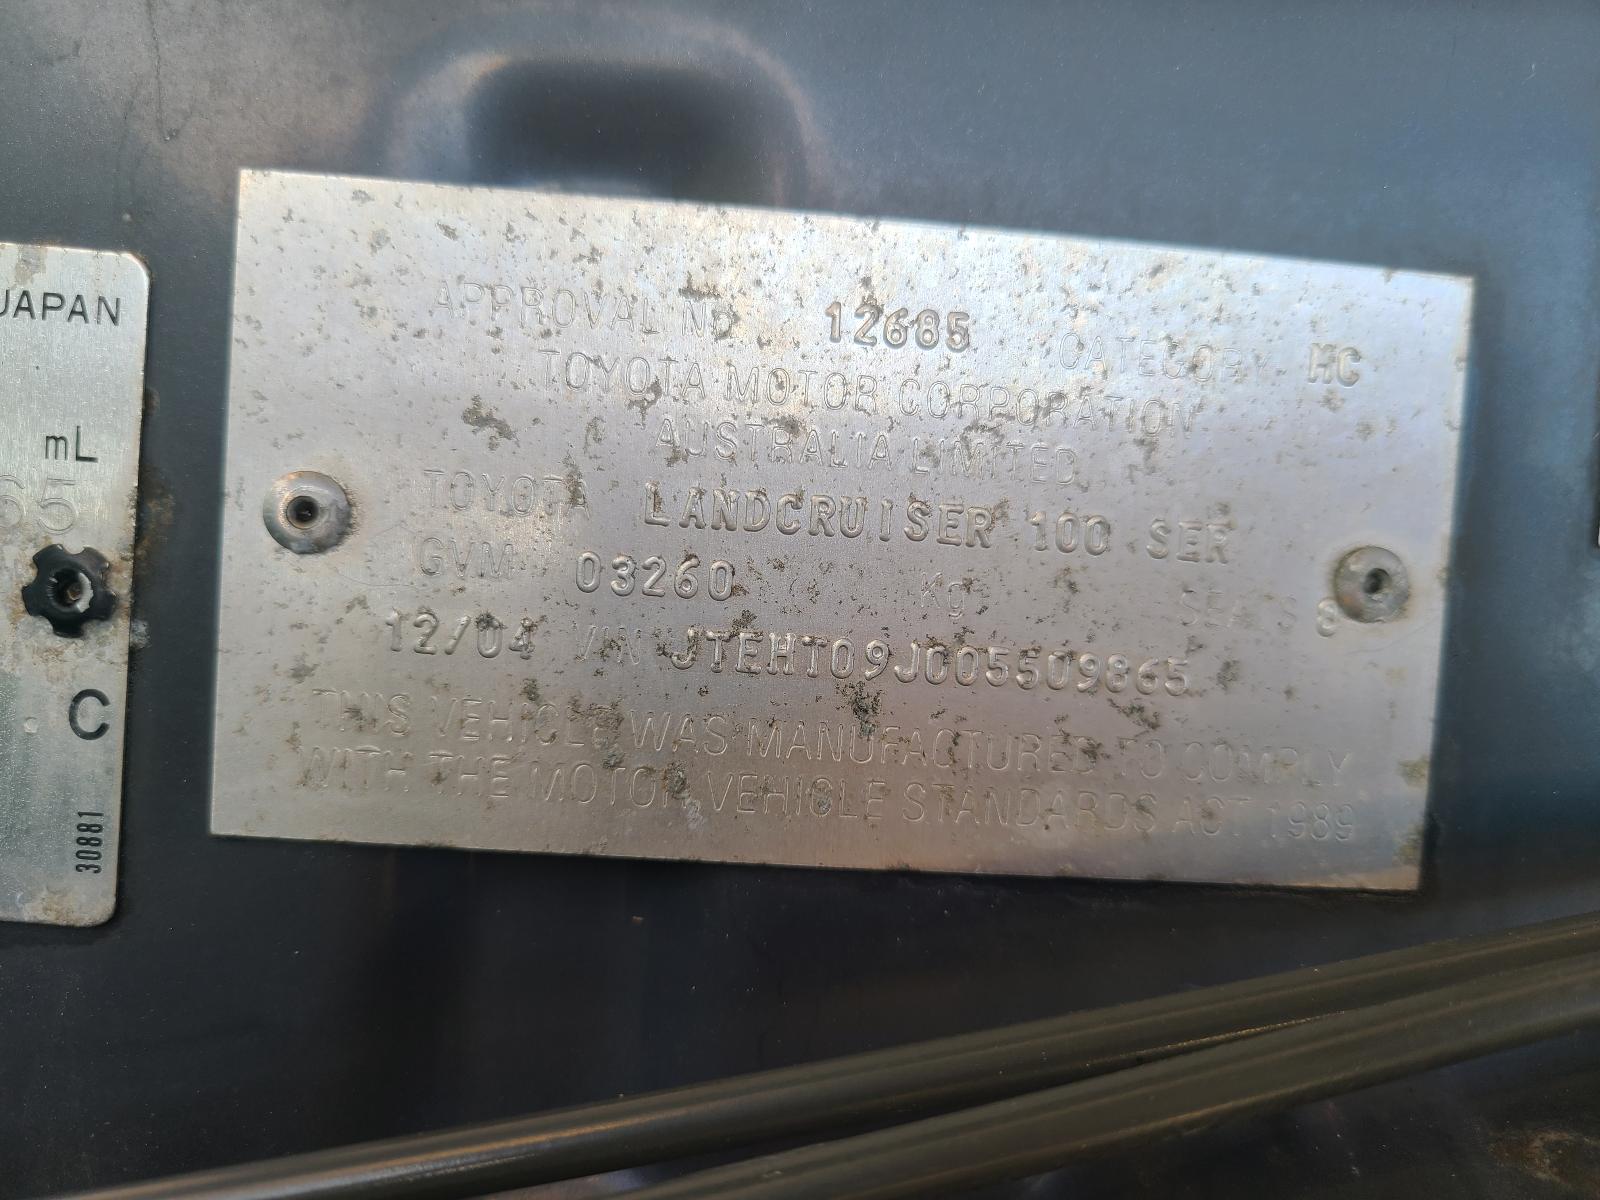 JAPAN
mL
65
C
30881
APPROVAL NO 12685 CATEGORY MC
TOYOTA MOTOR CORPORATION
AUSTRALIA LIMITED
TOYOTA LANDCRUISER 100 SER
GVM 03260 Kg SEATS 8
12/04 VIN JTEHT09J005509865
THIS VEHICLE WAS MANUFACTURED TO COMPLY
WITH THE MOTOR VEHICLE STANDARDS ACT 1989